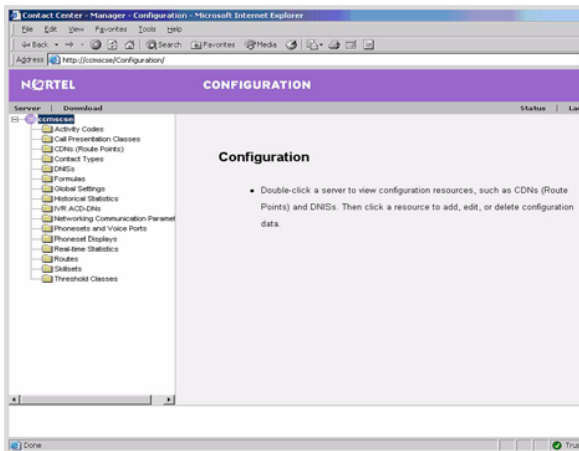 Contact Center - Manager - Configuration - Microsoft Internet Explorer
File Edit View Favorites Tools Help
Back Search Favorites Media
Address http://ccmscse/Configuration/
NORTEL CONFIGURATION
Server | Download Status |
ccmscse
Activity Codes
Call Presentation Classes
CDNs (Route Points)
Contact Types
DNISs
Formulas
Global Settings
Historical Statistics
IVR ACD-DNs
Networking Communication Paramet
Phonesets and Voice Ports
Phoneset Displays
Real-time Statistics
Routes
Skillsets
Threshold Classes
Configuration
• Double-click a server to view configuration resources, such as CDNs (Route
Points) and DNISs. Then click a resource to add, edit, or delete configuration
data.
Done Trus